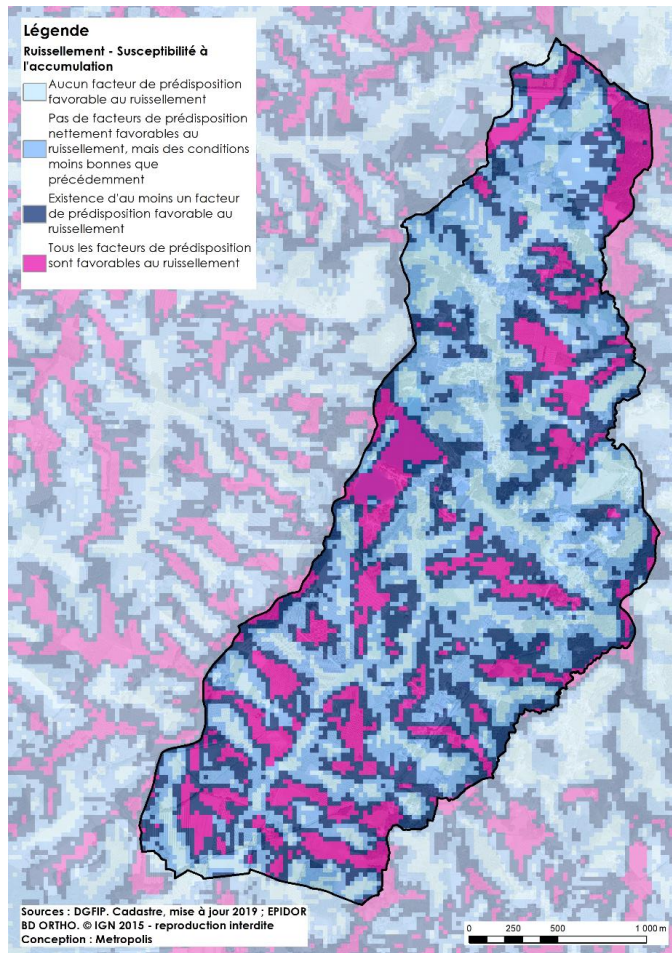 Légende
Ruissellement - Susceptibilité à
l'accumulation
Aucun facteur de prédisposition
favorable au ruissellement
Pas de facteurs de prédisposition
nettement favorables au
ruissellement, mais des conditions
moins bonnes que
précédemment
Existence d'au moins un facteur
de prédisposition favorable au
ruissellement
Tous les facteurs de prédisposition
sont favorables au ruissellement
Sources : DGFIP. Cadastre, mise à jour 2019 ; EPIDOR
BD ORTHO. © IGN 2015 - reproduction interdite
Conception : Metropolis
0 250 500 1 000 m